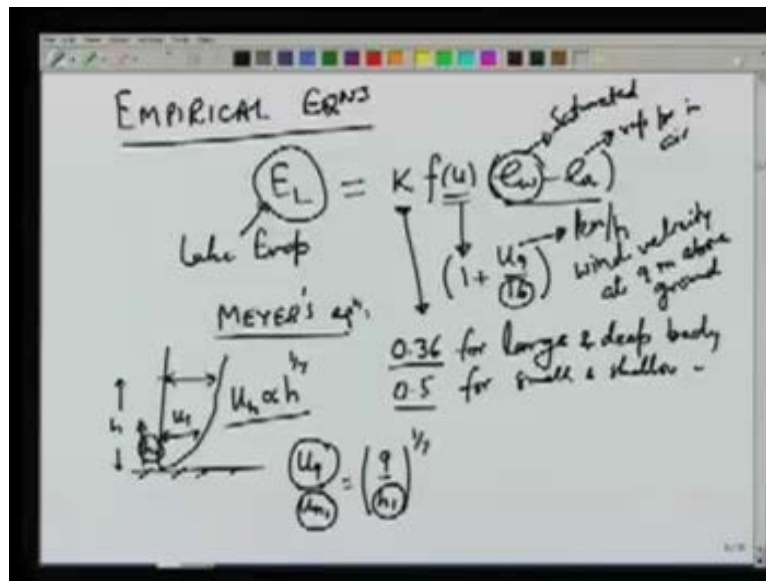 EMPIRICAL EQNS
E_L = K f(u) (e_w - e_a)
Saturated
vap pr in
air
Lake Evap
(1 + u_9/16)
km/h
wind velocity
at 9 m above
ground
MEYER'S eqn.
0.36 for large & deep body
0.5 for small & shallow "
u_h ∝ h^1/7
h
u_1
u_9/u_h1 = (9/h_1)^1/7